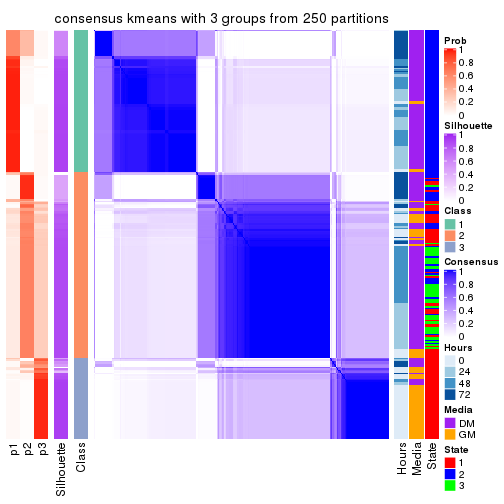 consensus kmeans with 3 groups from 250 partitions
Prob
1
0.8
0.6
0.4
0.2
0
Silhouette
1
0.8
0.6
0.4
0.2
0
Class
1
2
3
Consensus
1
0.8
0.6
0.4
0.2
0
Hours
0
24
48
72
Media
DM
GM
State
1
2
3
p1
p2
p3
Silhouette
Class
Hours
Media
State